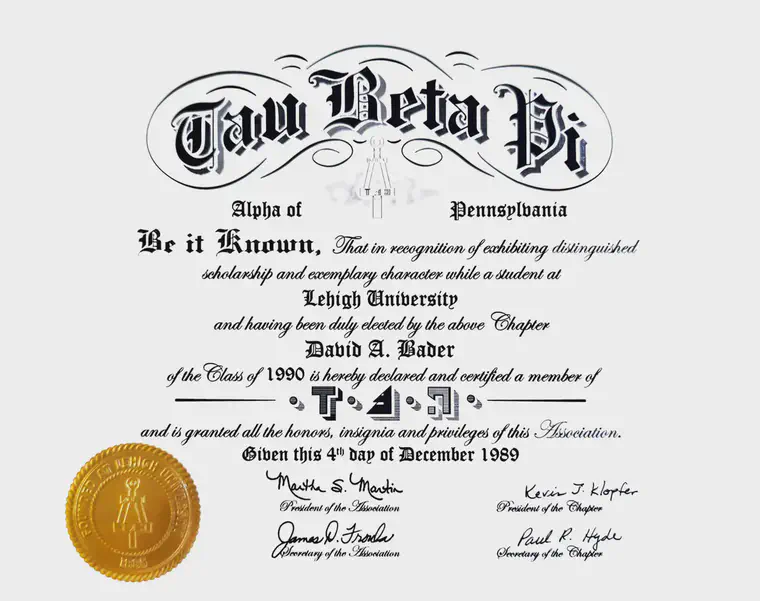 Tau Beta Pi
Alpha of Pennsylvania
Be it Known, That in recognition of exhibiting distinguished
scholarship and exemplary character while a student at
Lehigh University
and having been duly elected by the above Chapter
David A. Bader
of the Class of 1990 is hereby declared and certified a member of
· T · B · Π ·
and is granted all the honors, insignia and privileges of this Association.
Given this 4th day of December 1989
Martha S. Martin
President of the Association
Kevin J. Klopfer
President of the Chapter
James D. Froula
Secretary of the Association
Paul R. Hyde
Secretary of the Chapter
FOUNDED AT LEHIGH UNIVERSITY
1885